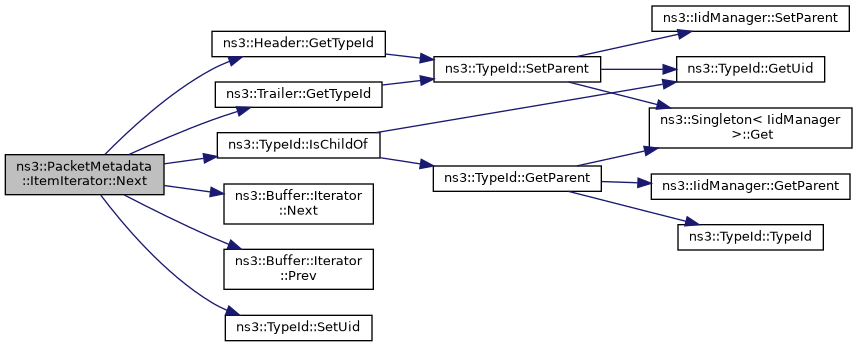 ns3::PacketMetadata
::ItemIterator::Next
ns3::Header::GetTypeId
ns3::Trailer::GetTypeId
ns3::TypeId::IsChildOf
ns3::Buffer::Iterator
::Next
ns3::Buffer::Iterator
::Prev
ns3::TypeId::SetUid
ns3::TypeId::SetParent
ns3::TypeId::GetParent
ns3::IidManager::SetParent
ns3::TypeId::GetUid
ns3::Singleton< IidManager
>::Get
ns3::IidManager::GetParent
ns3::TypeId::TypeId